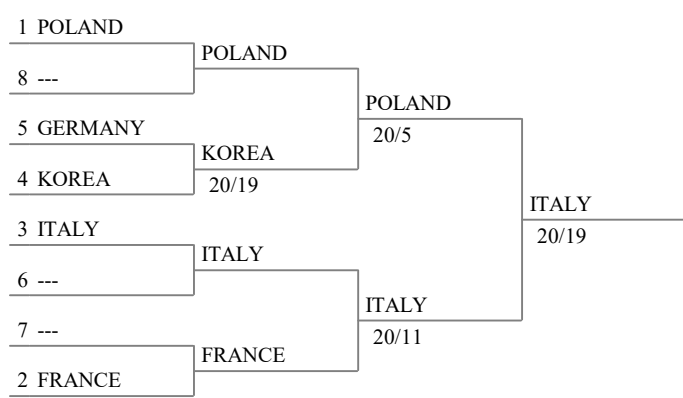 1 POLAND
POLAND
8 ---
POLAND
20/5
5 GERMANY
KOREA
20/19
4 KOREA
ITALY
20/19
3 ITALY
ITALY
6 ---
ITALY
20/11
7 ---
FRANCE
2 FRANCE